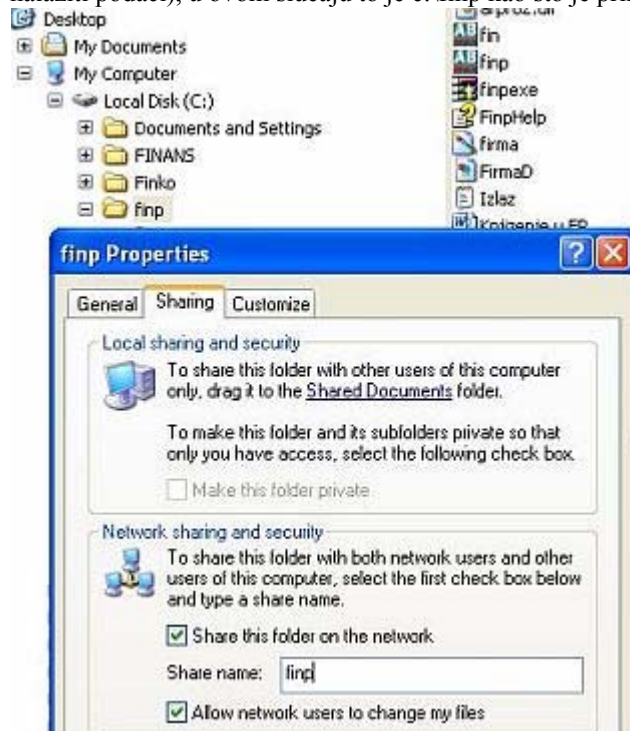 Desktop
My Documents
My Computer
Local Disk (C:)
Documents and Settings
FINANS
Finko
finp
fin
finp
finpexe
FinpHelp
firma
FirmaD
Izlaz
finp Properties
General Sharing Customize
Local sharing and security
To share this folder with other users of this computer
only, drag it to the Shared Documents folder.
To make this folder and its subfolders private so that
only you have access, select the following check box.
Make this folder private
Network sharing and security
To share this folder with both network users and other
users of this computer, select the first check box below
and type a share name.
Share this folder on the network
Share name: finp
Allow network users to change my files